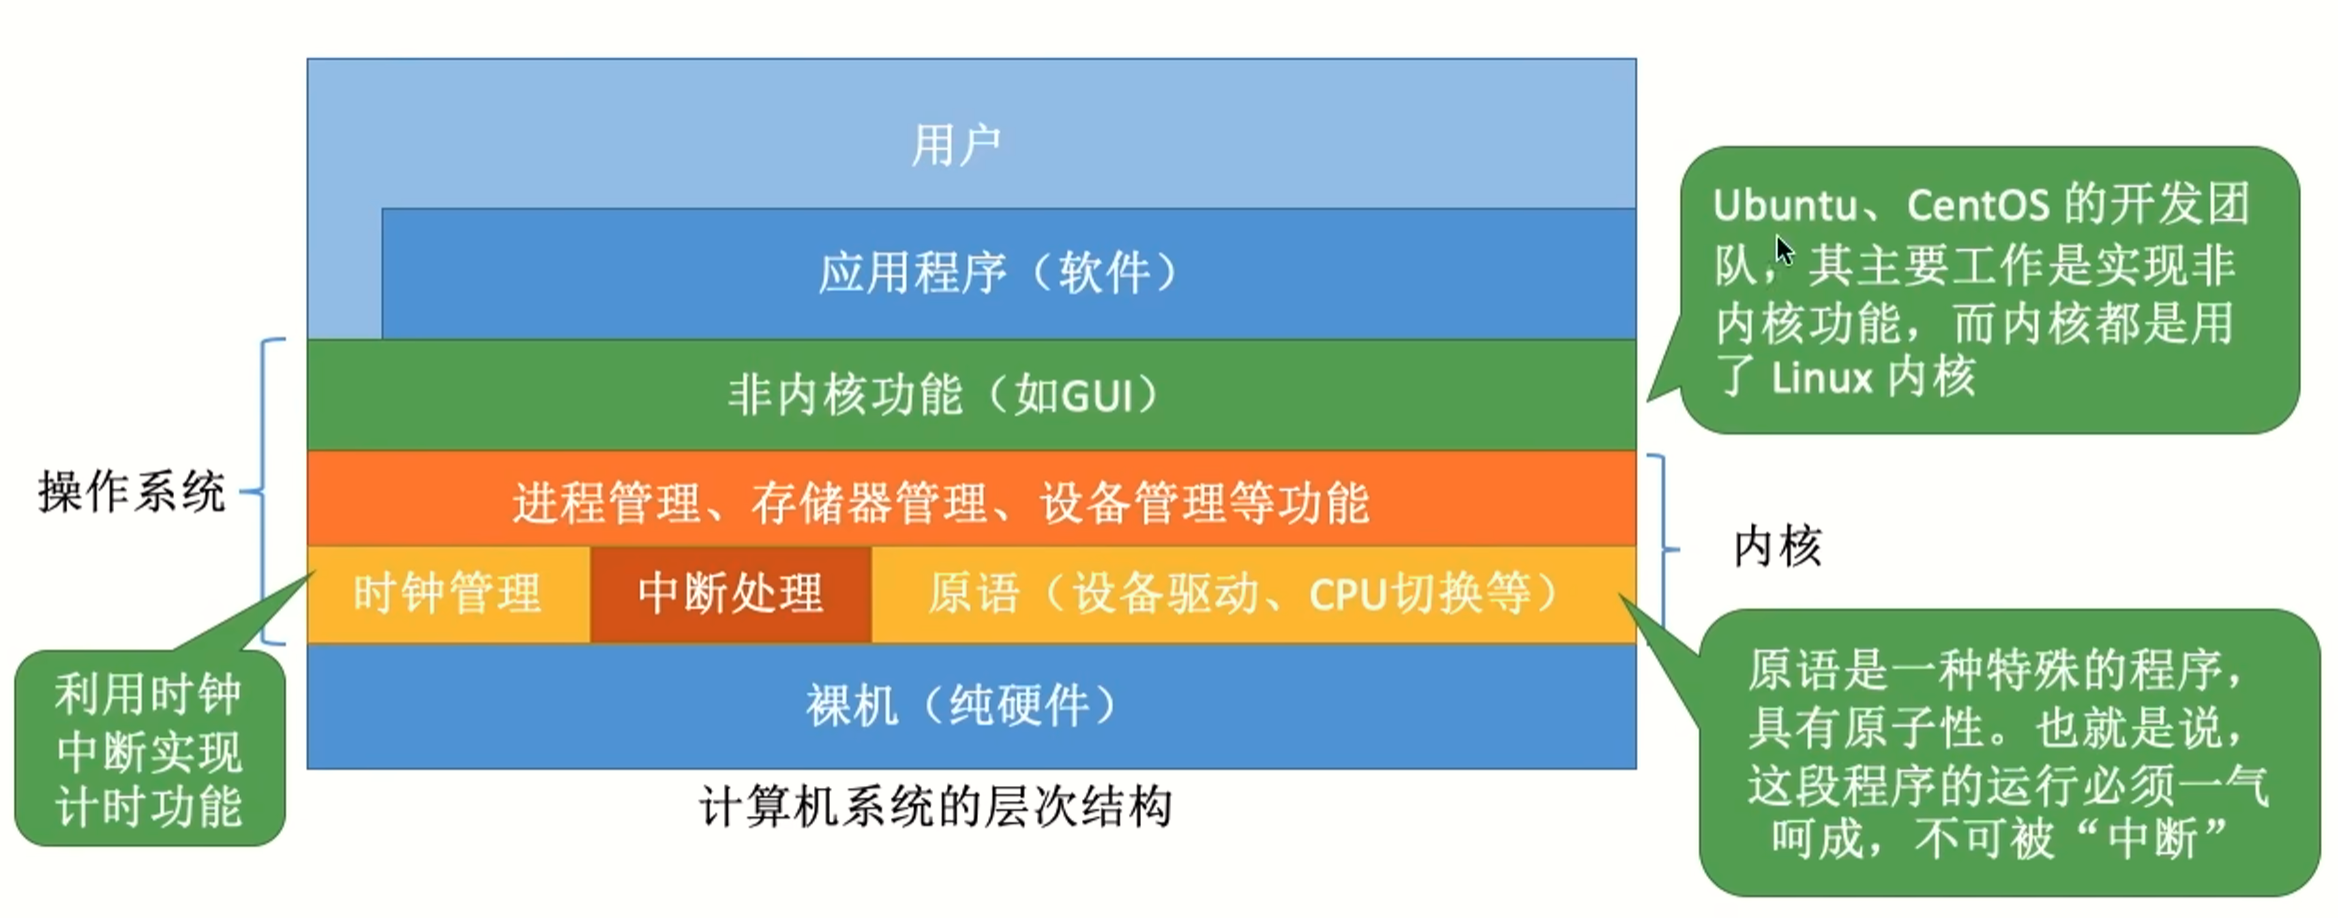 用户
应用程序（软件）
Ubuntu、CentOS 的开发团
队，其主要工作是实现非
内核功能，而内核都是用
了 Linux 内核
非内核功能（如GUI）
操作系统
进程管理、存储器管理、设备管理等功能
内核
时钟管理
中断处理
原语（设备驱动、CPU切换等）
利用时钟
中断实现
计时功能
裸机（纯硬件）
原语是一种特殊的程序，
具有原子性。也就是说，
这段程序的运行必须一气
呵成，不可被“中断”
计算机系统的层次结构